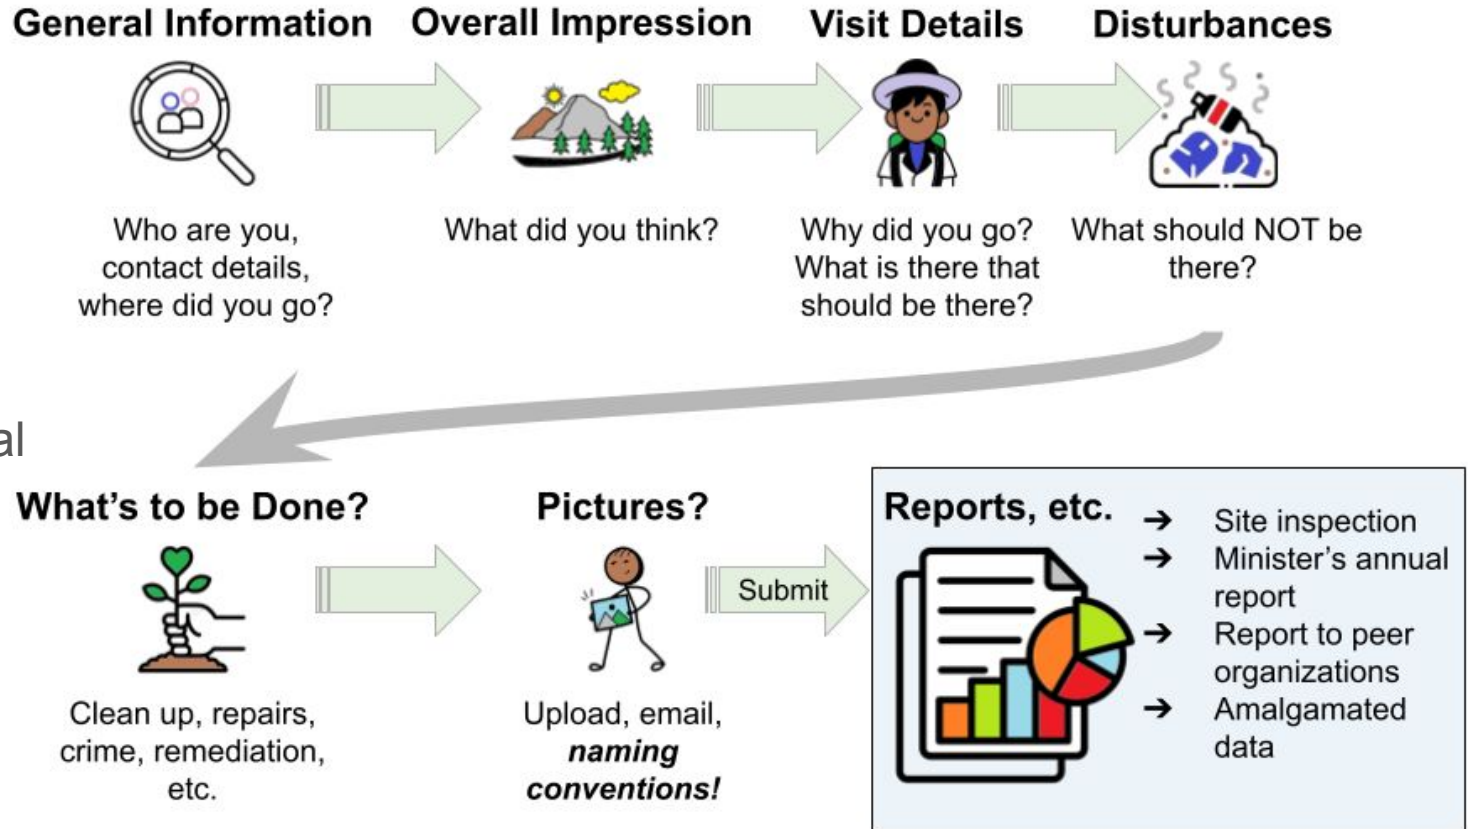 General Information
Who are you,
contact details,
where did you go?
Overall Impression
What did you think?
Visit Details
Why did you go?
What is there that
should be there?
Disturbances
What should NOT be
there?
al
What's to be Done?
Clean up, repairs,
crime, remediation,
etc.
Pictures?
Upload, email,
naming
conventions!
Submit
Reports, etc.
➔ Site inspection
➔ Minister's annual
report
➔ Report to peer
organizations
➔ Amalgamated
data